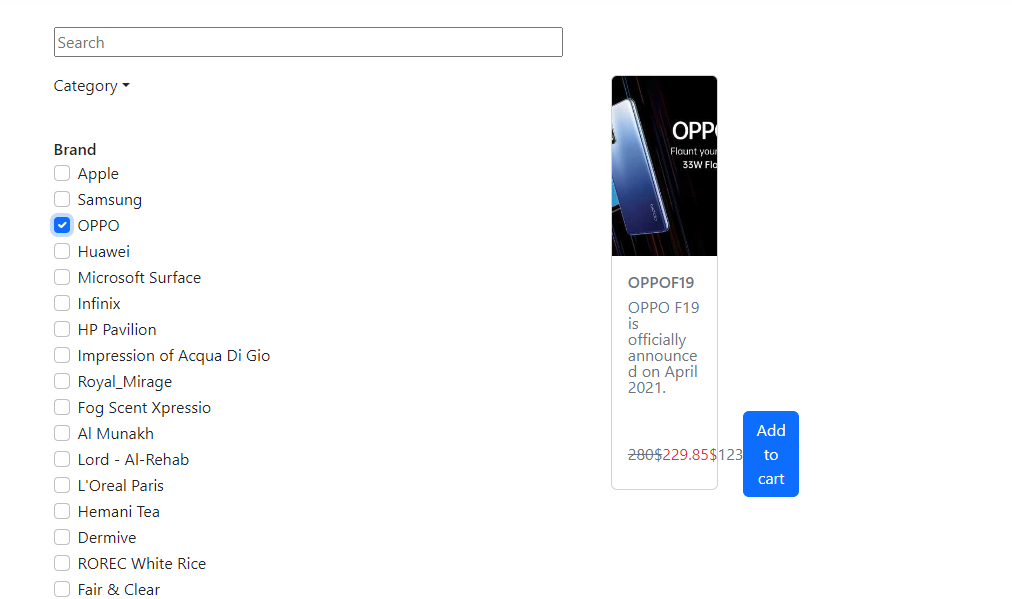 Search
Category
Brand
Apple
Samsung
OPPO
Huawei
Microsoft Surface
Infinix
HP Pavilion
Impression of Acqua Di Gio
Royal_Mirage
Fog Scent Xpressio
Al Munakh
Lord - Al-Rehab
L'Oreal Paris
Hemani Tea
Dermive
ROREC White Rice
Fair & Clear
OPPO
Flaunt your
33W Fla
OPPOF19
OPPO F19
is
officially
announce
d on April
2021.
280$229.85$123
Add
to
cart